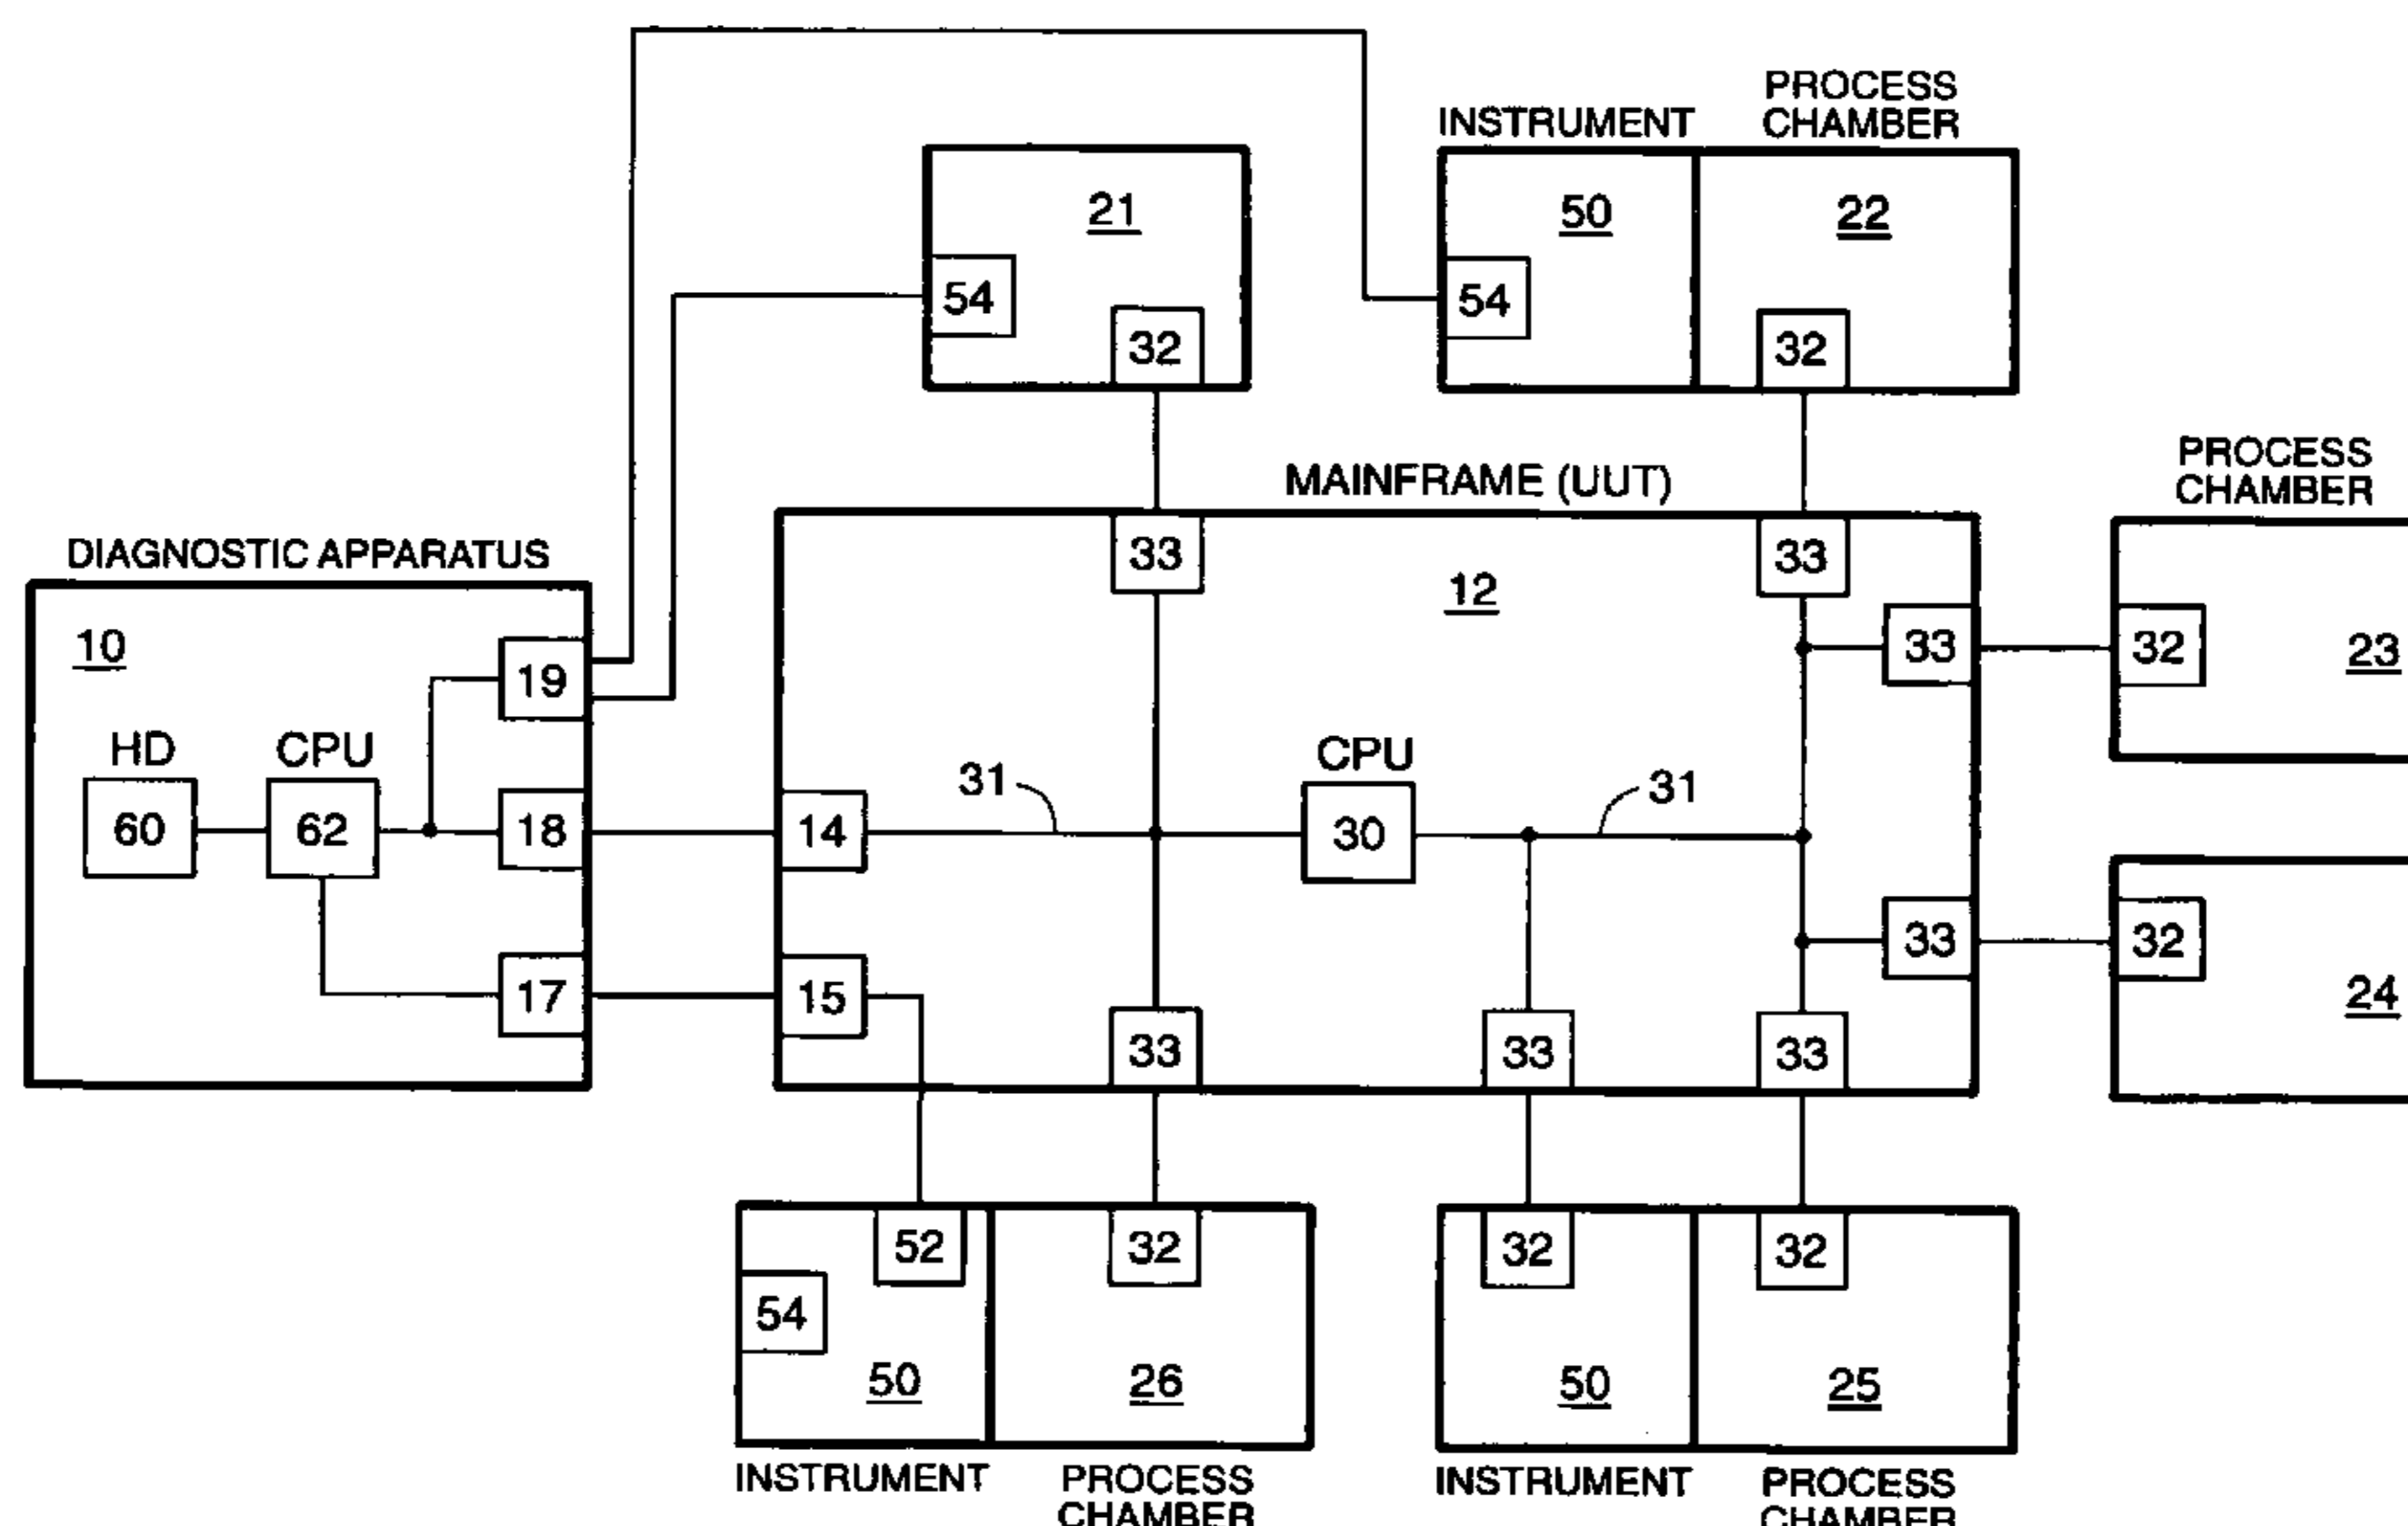 PROCESS
CHAMBER
INSTRUMENT
21
50
22
54
54
32
32
PROCESS
CHAMBER
MAINFRAME (UUT)
DIAGNOSTIC APPARATUS
33
33
12
10
19
33
32
23
HD
CPU
CPU
31
31
60
62
18
14
30
33
32
17
15
24
33
33
33
52
32
32
32
54
50
26
50
25
INSTRUMENT
PROCESS
CHAMBER
INSTRUMENT
PROCESS
CHAMBER